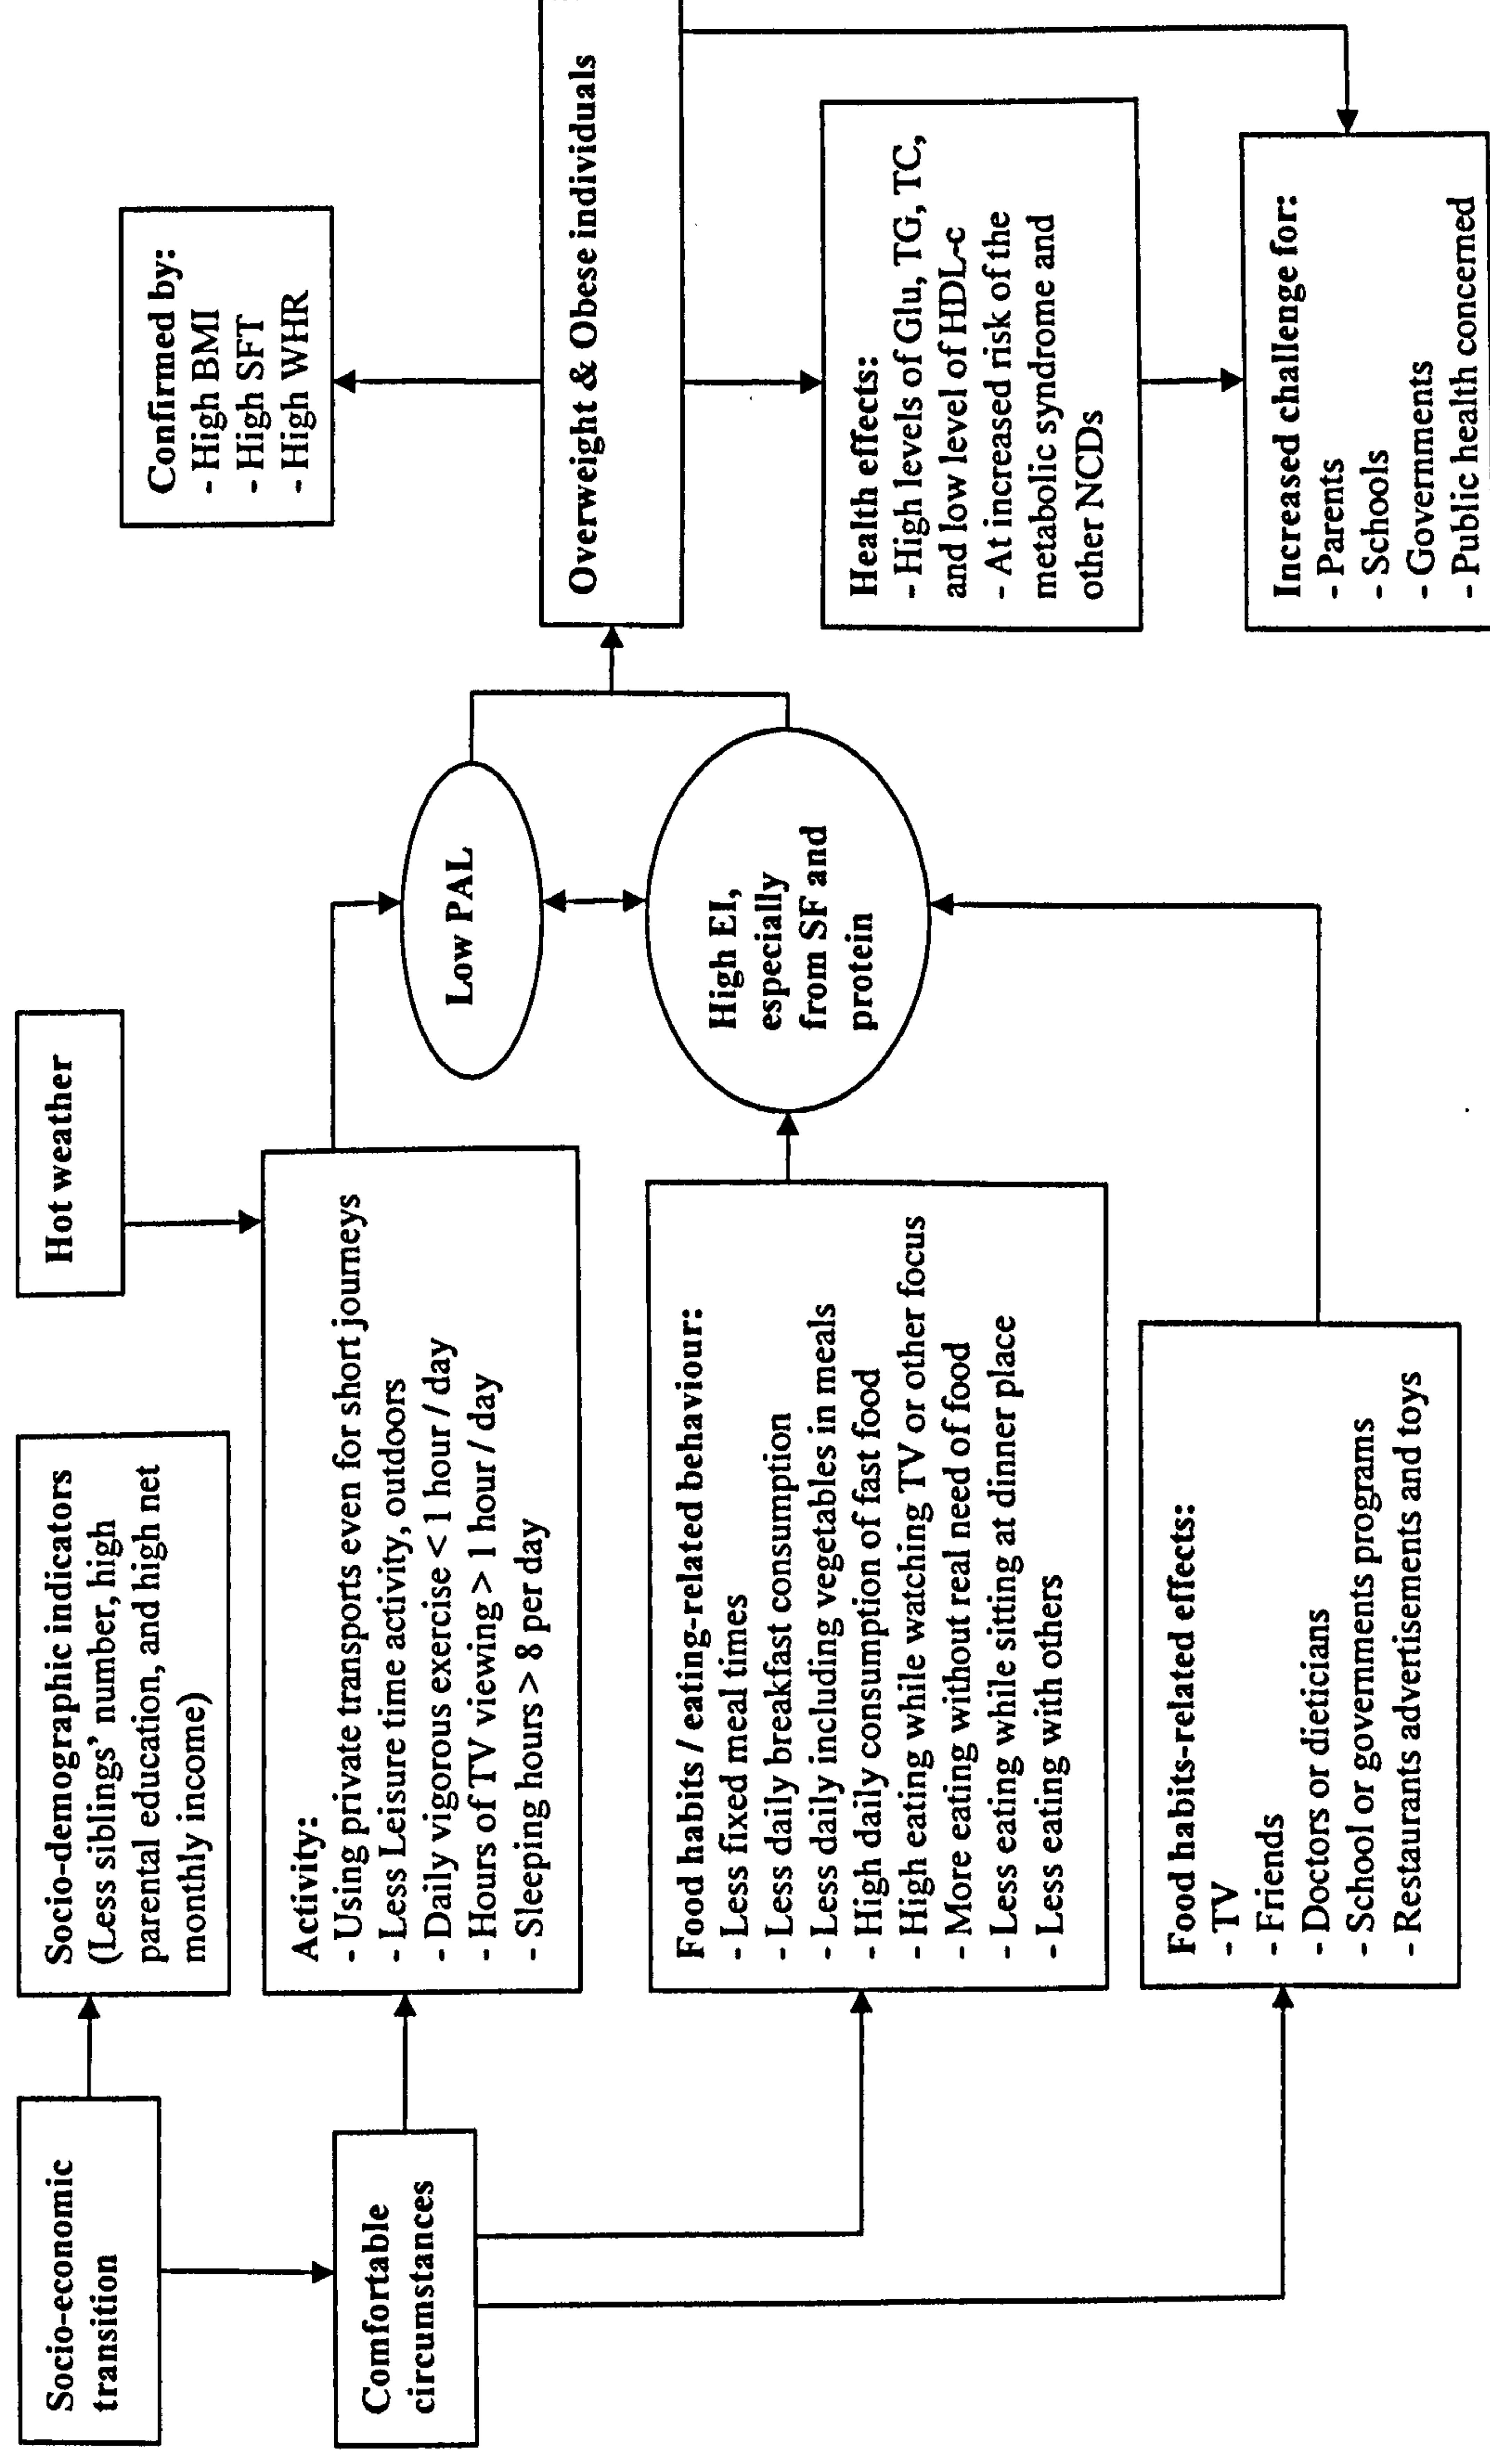 Socio-economic
transition
Socio-demographic indicators
(Less siblings' number, high
parental education, and high net
monthly income)
Hot weather
Confirmed by:
- High BMI
- High SFT
- High WHR
Comfortable
circumstances
Activity:
- Using private transports even for short journeys
- Less Leisure time activity, outdoors
- Daily vigorous exercise < 1 hour / day
- Hours of TV viewing > 1 hour / day
- Sleeping hours > 8 per day
Low PAL
Overweight & Obese individuals
Food habits / eating-related behaviour:
- Less fixed meal times
- Less daily breakfast consumption
- Less daily including vegetables in meals
- High daily consumption of fast food
- High eating while watching TV or other focus
- More eating without real need of food
- Less eating while sitting at dinner place
- Less eating with others
High EI,
especially
from SF and
protein
Health effects:
- High levels of Glu, TG, TC,
and low level of HDL-c
- At increased risk of the
metabolic syndrome and
other NCDs
Food habits-related effects:
- TV
- Friends
- Doctors or dieticians
- School or governments programs
- Restaurants advertisements and toys
Increased challenge for:
- Parents
- Schools
- Governments
- Public health concerned